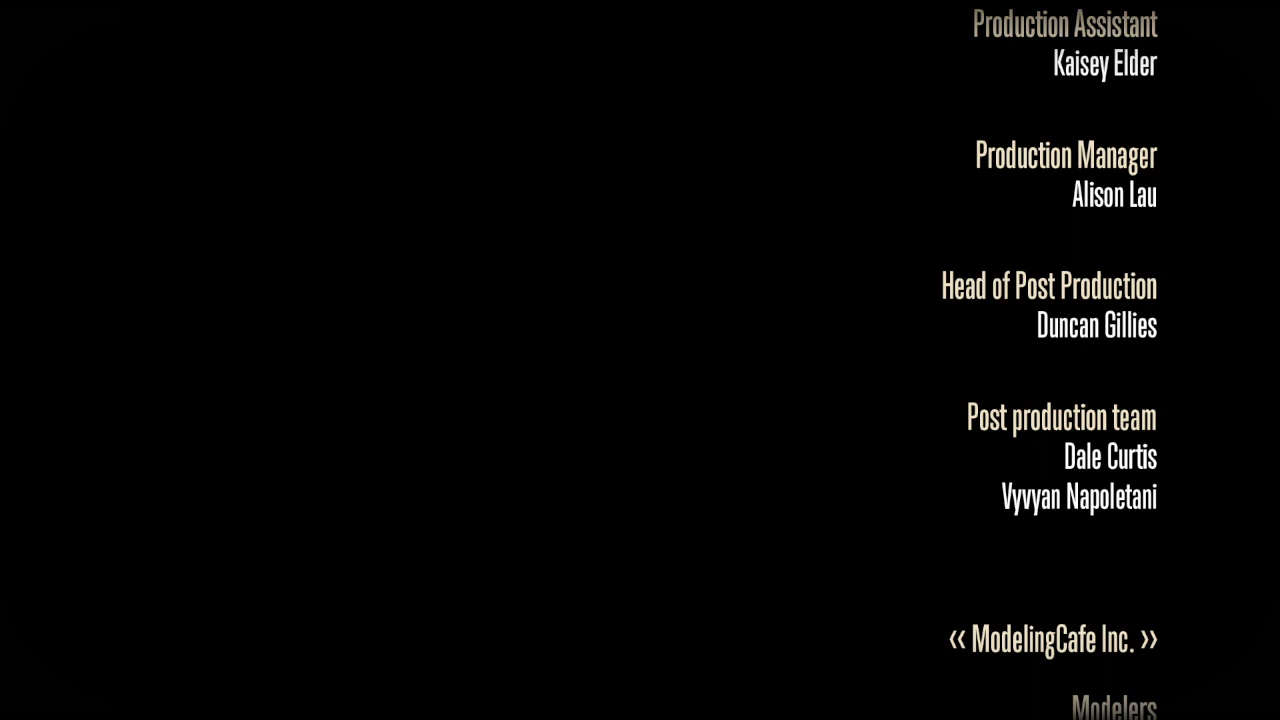 Production Assistant
Kaisey Elder
Production Manager
Alison Lau
Head of Post Production
Duncan Gillies
Post production team
Dale Curtis
Vyvyan Napoletani
‹‹ ModelingCafe Inc. ››
Modelers